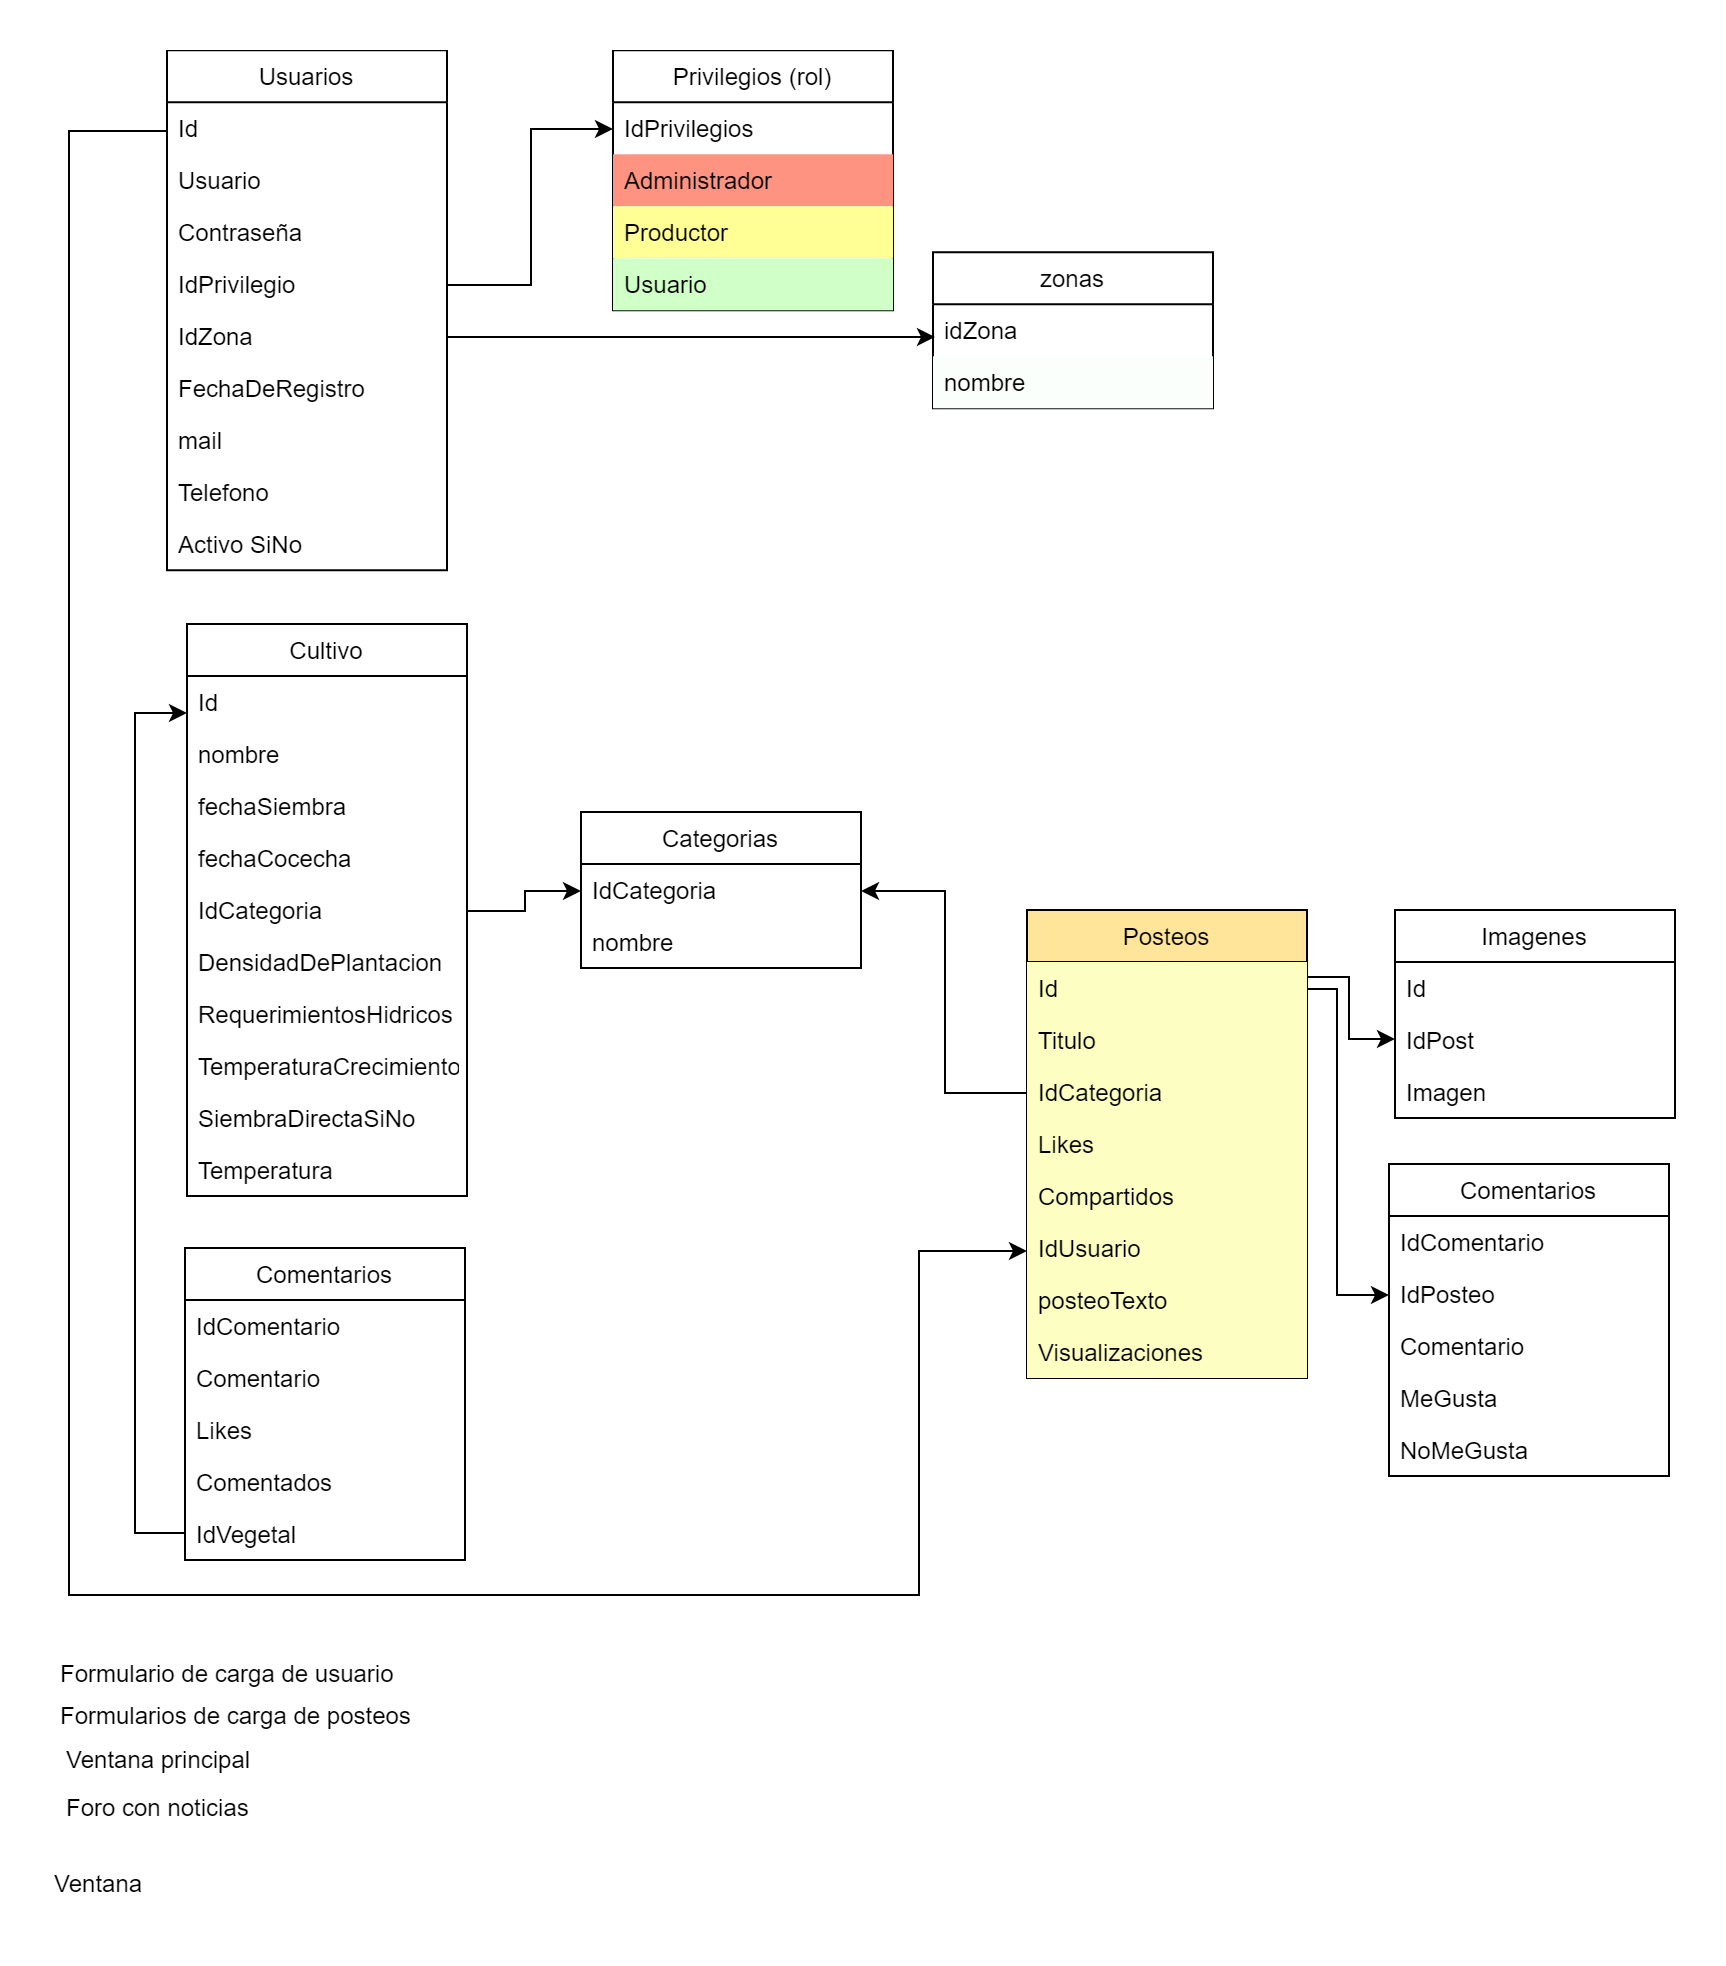 Usuarios
Id
Usuario
Contraseña
IdPrivilegio
IdZona
FechaDeRegistro
mail
Telefono
Activo SiNo
Privilegios (rol)
IdPrivilegios
Administrador
Productor
Usuario
zonas
idZona
nombre
Cultivo
Id
nombre
fechaSiembra
fechaCocecha
IdCategoria
DensidadDePlantacion
RequerimientosHidricos
TemperaturaCrecimiento
SiembraDirectaSiNo
Temperatura
Categorias
IdCategoria
nombre
Posteos
Id
Titulo
IdCategoria
Likes
Compartidos
IdUsuario
posteoTexto
Visualizaciones
Imagenes
Id
IdPost
Imagen
Comentarios
IdComentario
IdPosteo
Comentario
MeGusta
NoMeGusta
Comentarios
IdComentario
Comentario
Likes
Comentados
IdVegetal
Formulario de carga de usuario
Formularios de carga de posteos
Ventana principal
Foro con noticias
Ventana